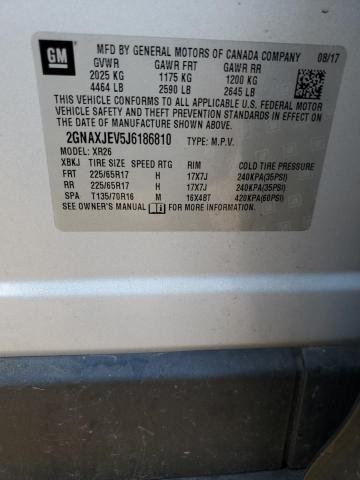 GM
MFD BY GENERAL MOTORS OF CANADA COMPANY 08/17
GVWR GAWR FRT GAWR RR
2025 KG 1175 KG 1200 KG
4464 LB 2590 LB 2645 LB
THIS VEHICLE CONFORMS TO ALL APPLICABLE U.S. FEDERAL MOTOR
VEHICLE SAFETY AND THEFT PREVENTION STANDARDS IN EFFECT
ON THE DATE OF MANUFACTURE SHOWN ABOVE.
2GNAXJEV5J6186810 TYPE: M.P.V.
MODEL: XR26
XBKJ TIRE SIZE SPEED RTG RIM COLD TIRE PRESSURE
FRT 225/65R17 H 17X7J 240KPA(35PSI)
RR 225/65R17 H 17X7J 240KPA(35PSI)
SPA T135/70R16 M 16X4BT 420KPA(60PSI)
SEE OWNER'S MANUAL FOR MORE INFORMATION.